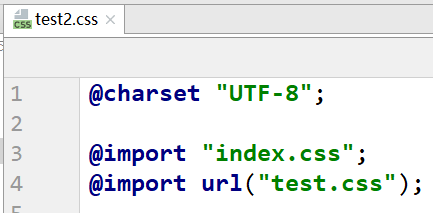 test2.css
1 @charset "UTF-8";
2
3 @import "index.css";
4 @import url("test.css");